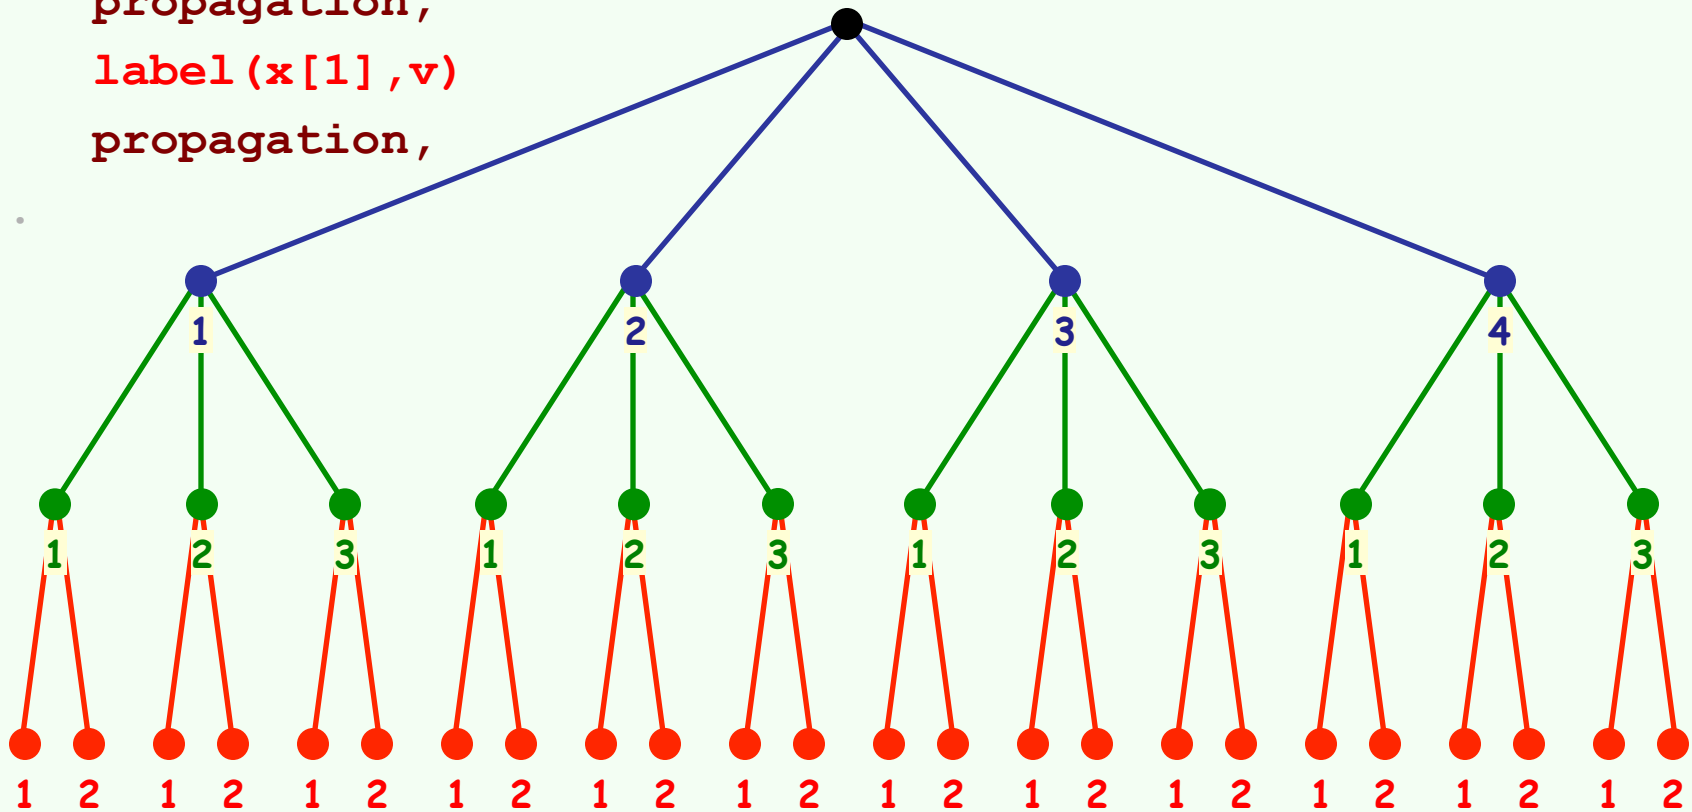 propagation,
label(x[1],v)
propagation,
1 2 3 4
1 2 3 1 2 3 1 2 3 1 2 3
1 2 1 2 1 2 1 2 1 2 1 2 1 2 1 2 1 2 1 2 1 2 1 2